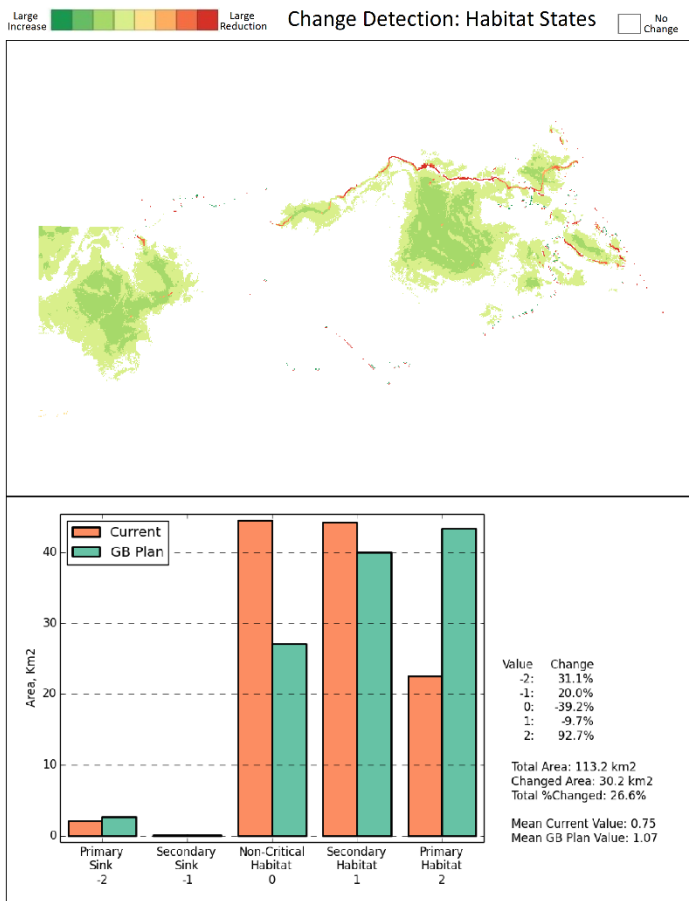 Large Increase
Large Reduction
Change Detection: Habitat States
No Change
Current
GB Plan
Area, Km2
40
30
20
10
0
Primary Sink -2
Secondary Sink -1
Non-Critical Habitat 0
Secondary Habitat 1
Primary Habitat 2
Value Change
-2: 31.1%
-1: 20.0%
0: -39.2%
1: -9.7%
2: 92.7%
Total Area: 113.2 km2
Changed Area: 30.2 km2
Total %Changed: 26.6%
Mean Current Value: 0.75
Mean GB Plan Value: 1.07